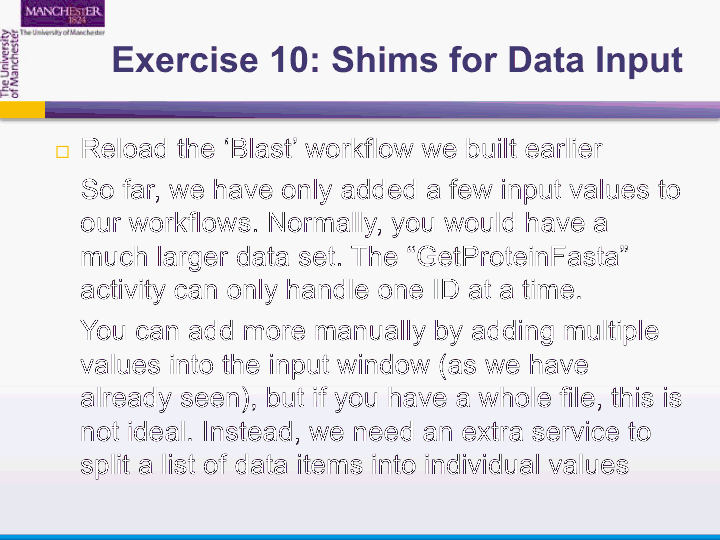 MANCHESTER
1824
The University of Manchester
The University
of Manchester
Exercise 10: Shims for Data Input
Reload the ‘Blast’ workflow we built earlier
So far, we have only added a few input values to
our workflows. Normally, you would have a
much larger data set. The “GetProteinFasta”
activity can only handle one ID at a time.
You can add more manually by adding multiple
values into the input window (as we have
already seen), but if you have a whole file, this is
not ideal. Instead, we need an extra service to
split a list of data items into individual values